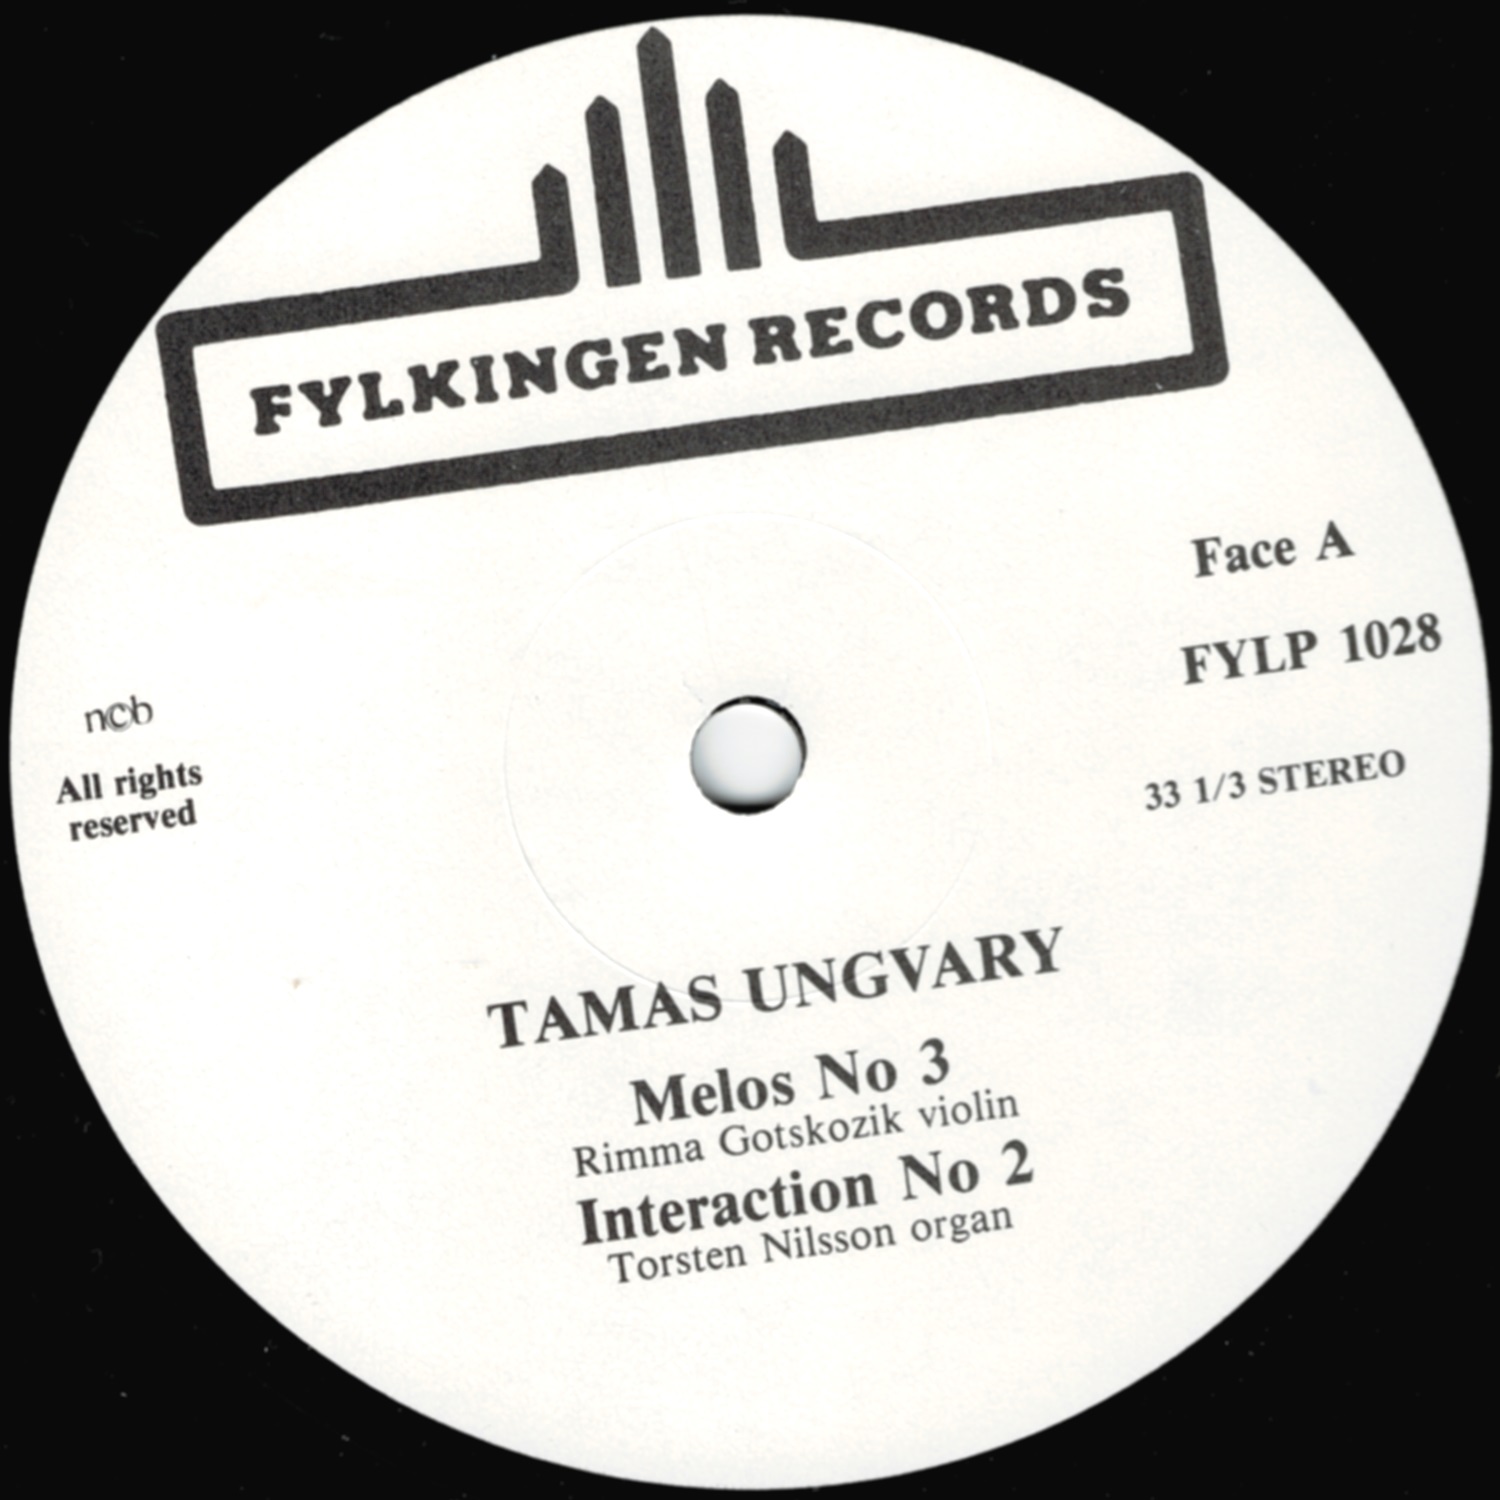 FYLKINGEN RECORDS
Face A
FYLP 1028
ncb
All rights
reserved
33 1/3 STEREO
TAMAS UNGVARY
Melos No 3
Rimma Gotskozik violin
Interaction No 2
Torsten Nilsson organ